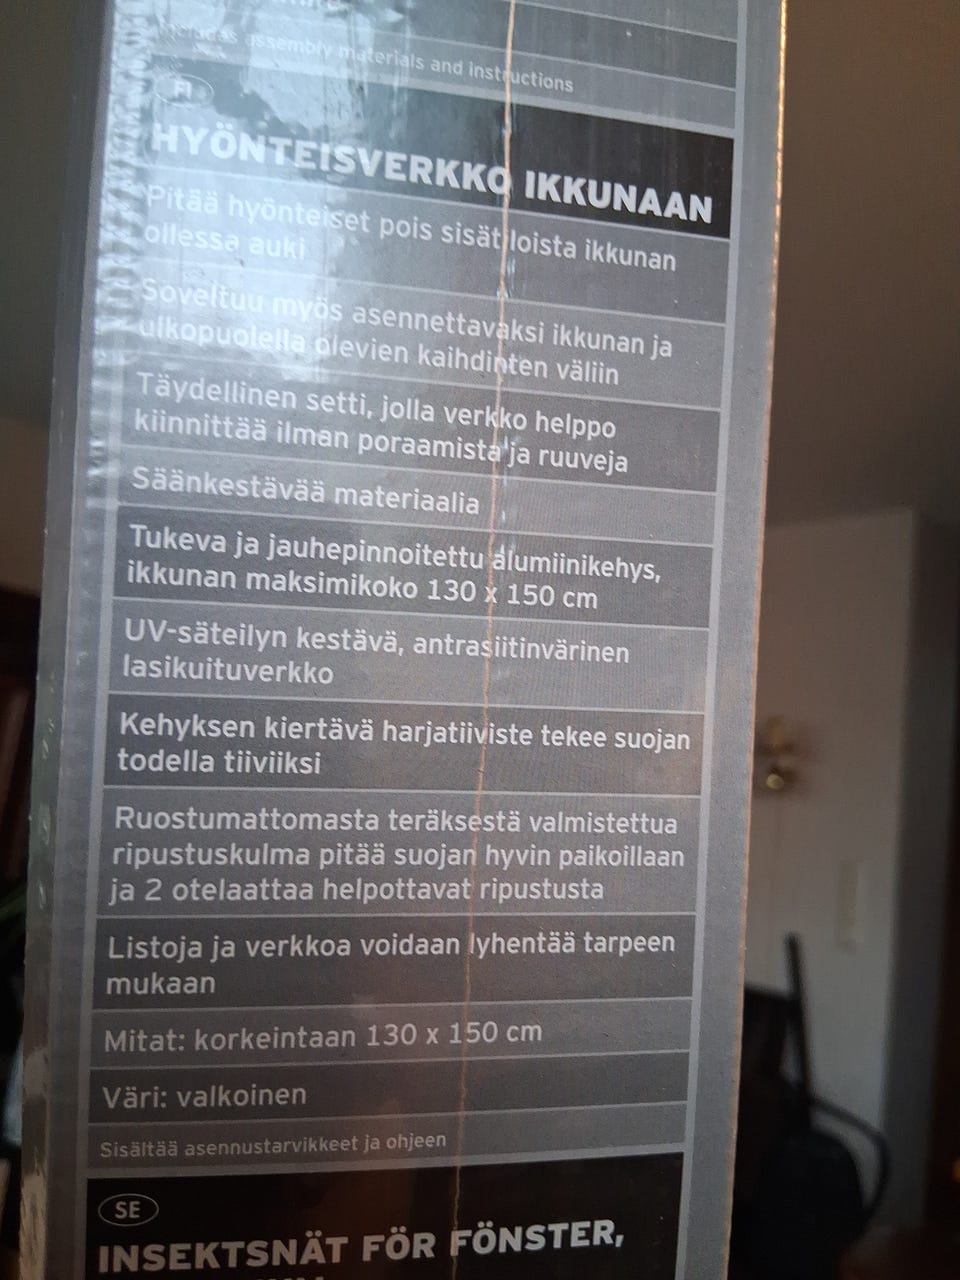 Includes assembly materials and instructions
FI
HYÖNTEISVERKKO IKKUNAAN
Pitää hyönteiset pois sisätiloista ikkunan
ollessa auki
Soveltuu myös asennettavaksi ikkunan ja
ulkopuolella olevien kaihdinten väliin
Täydellinen setti, jolla verkko helppo
kiinnittää ilman poraamista ja ruuveja
Säänkestävää materiaalia
Tukeva ja jauhepinnoitettu alumiinikehys,
ikkunan maksimikoko 130 x 150 cm
UV-säteilyn kestävä, antrasiitinvärinen
lasikuituverkko
Kehyksen kiertävä harjatiiviste tekee suojan
todella tiiviiksi
Ruostumattomasta teräksestä valmistettua
ripustuskulma pitää suojan hyvin paikoillaan
ja 2 otelaattaa helpottavat ripustusta
Listoja ja verkkoa voidaan lyhentää tarpeen
mukaan
Mitat: korkeintaan 130 x 150 cm
Väri: valkoinen
Sisältää asennustarvikkeet ja ohjeen
SE
INSEKTSNÄT FÖR FÖNSTER,